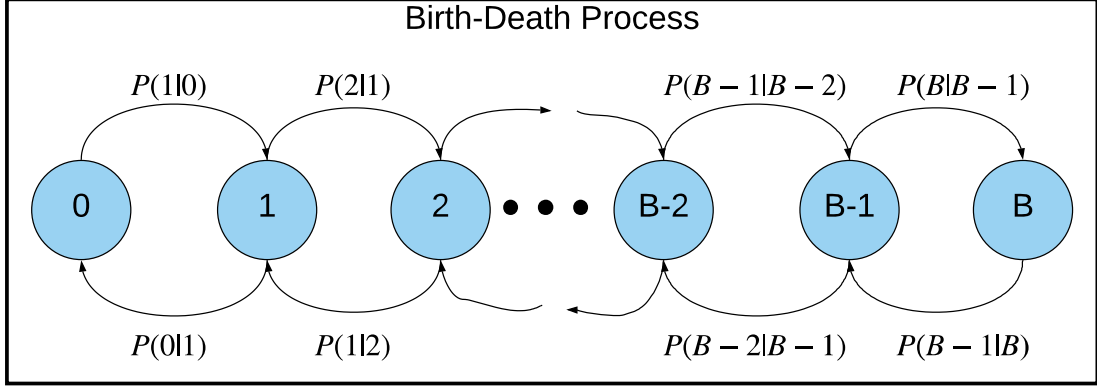 Birth-Death Process
P(1|0) P(2|1) P(B − 1|B − 2) P(B|B − 1)
0 1 2 B-2 B-1 B
P(0|1) P(1|2) P(B − 2|B − 1) P(B − 1|B)